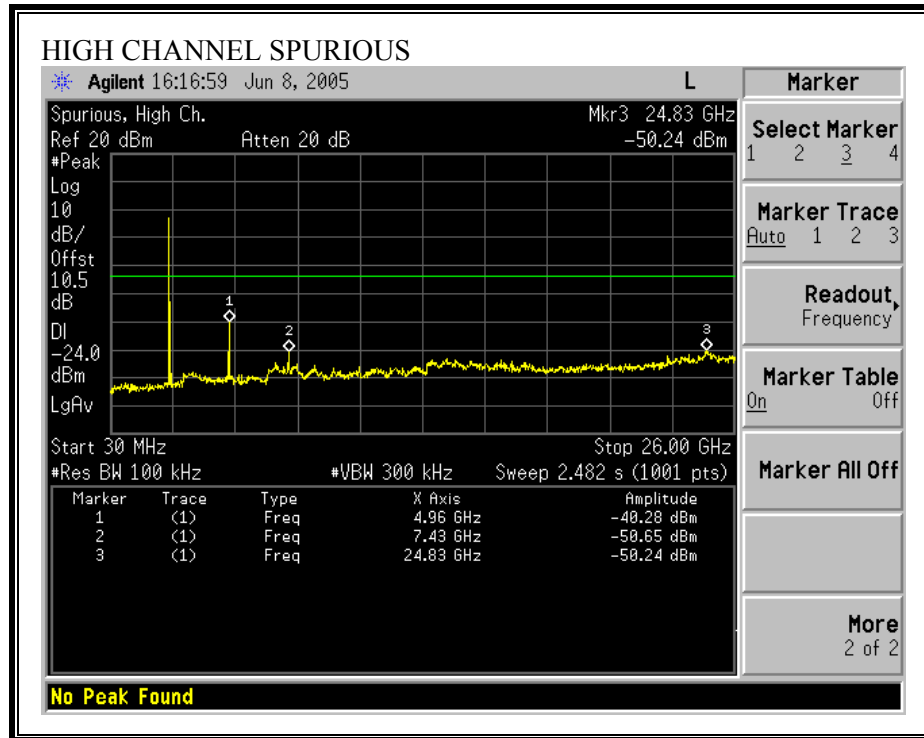 HIGH CHANNEL SPURIOUS
Agilent 16:16:59 Jun 8, 2005 L
Spurious, High Ch. Mkr3 24.83 GHz
Ref 20 dBm Atten 20 dB -50.24 dBm
#Peak
Log
10
dB/
Offst
10.5
dB
DI
-24.0
dBm
LgAv
1
2
3
Start 30 MHz Stop 26.00 GHz
#Res BW 100 kHz #VBW 300 kHz Sweep 2.482 s (1001 pts)
Marker Trace Type X Axis Amplitude
1 (1) Freq 4.96 GHz -40.28 dBm
2 (1) Freq 7.43 GHz -50.65 dBm
3 (1) Freq 24.83 GHz -50.24 dBm
No Peak Found
Marker
Select Marker
1 2 3 4
Marker Trace
Auto 1 2 3
Readout
Frequency
Marker Table
On Off
Marker All Off
More
2 of 2